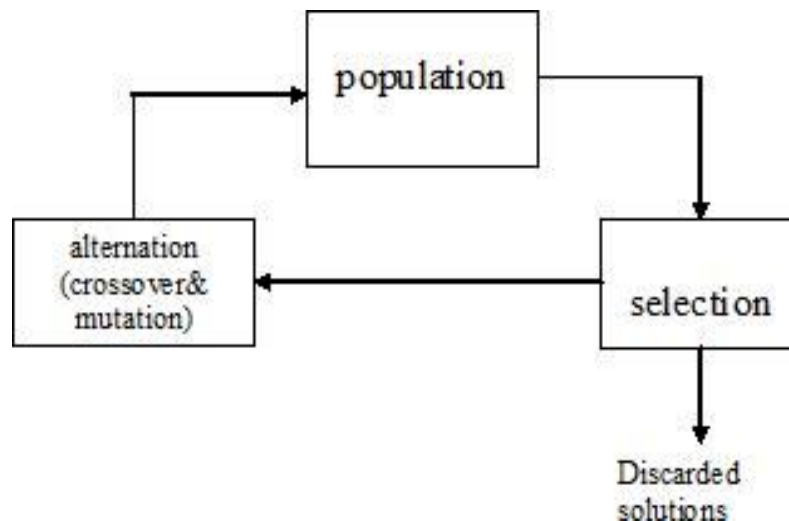 population
alternation
(crossover&
mutation)
selection
Discarded
solutions